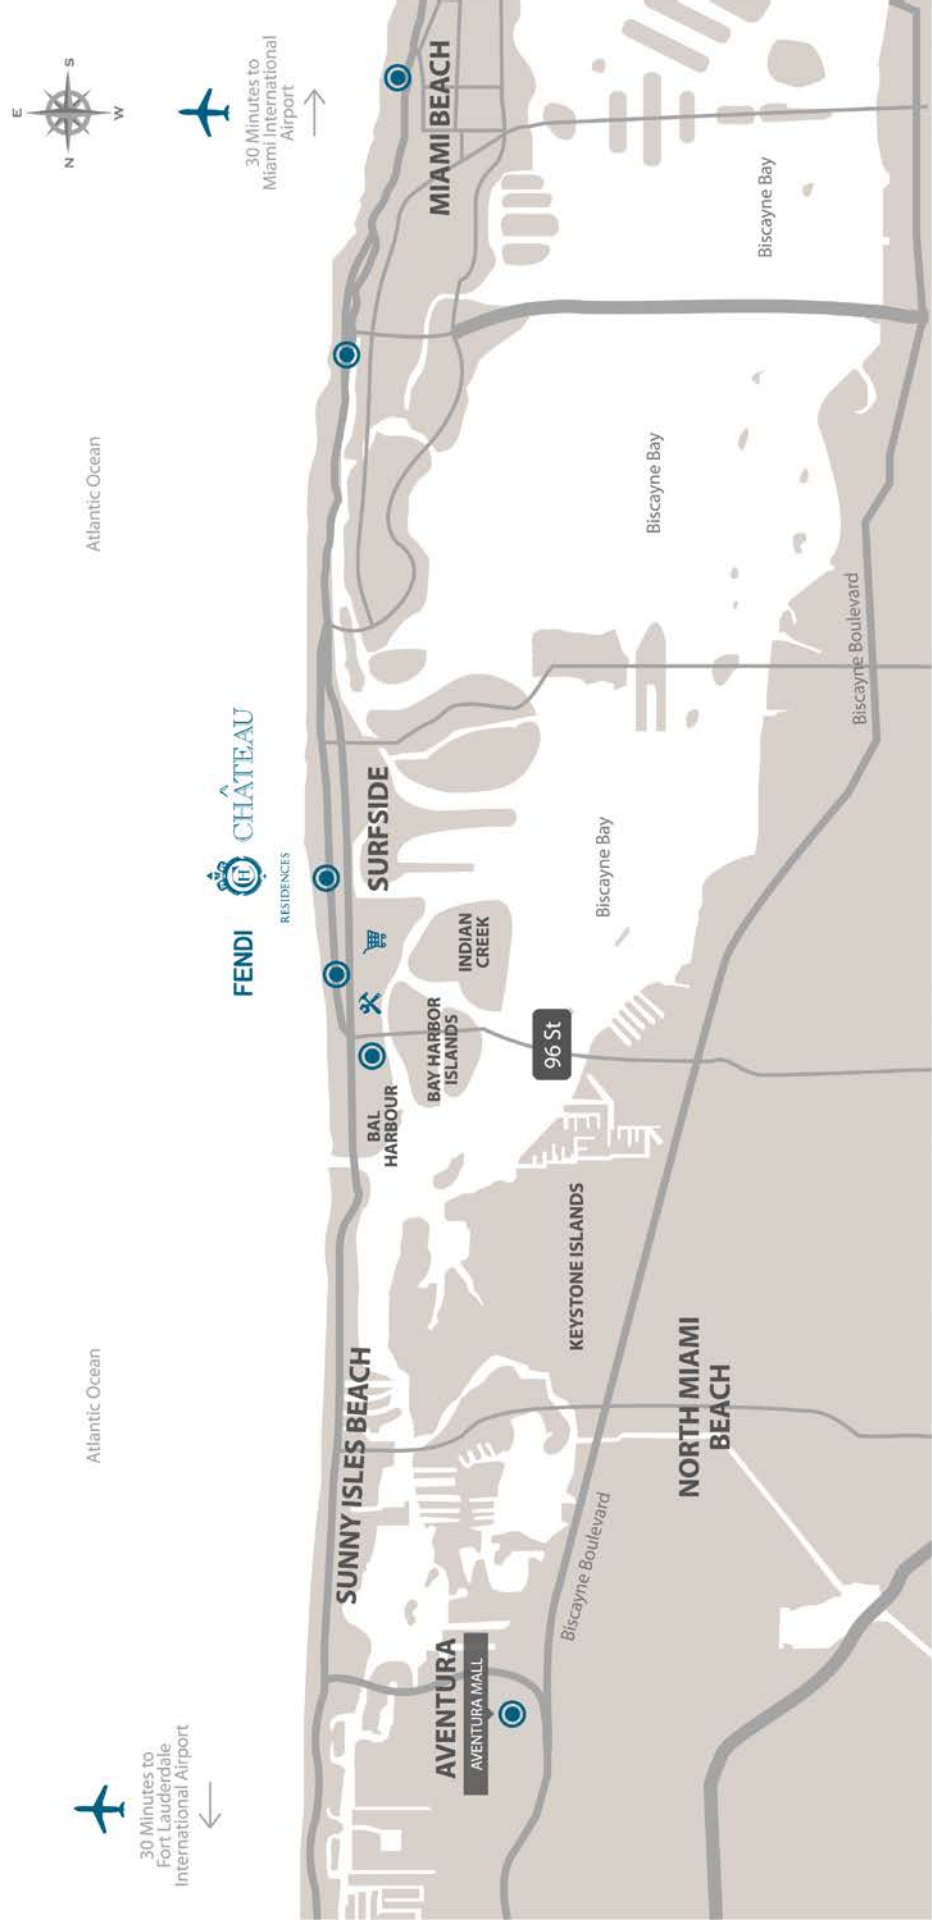 N
E
S
W
30 Minutes to
Fort Lauderdale
International Airport
Atlantic Ocean
Atlantic Ocean
30 Minutes to
Miami International
Airport
FENDI
H
CHÂTEAU
RESIDENCES
SUNNY ISLES BEACH
BAL
HARBOUR
SURFSIDE
MIAMI BEACH
AVENTURA
AVENTURA MALL
BAY HARBOR
ISLANDS
INDIAN
CREEK
96 St
KEYSTONE ISLANDS
Biscayne Bay
Biscayne Bay
Biscayne Bay
Biscayne Boulevard
NORTH MIAMI
BEACH
Biscayne Boulevard